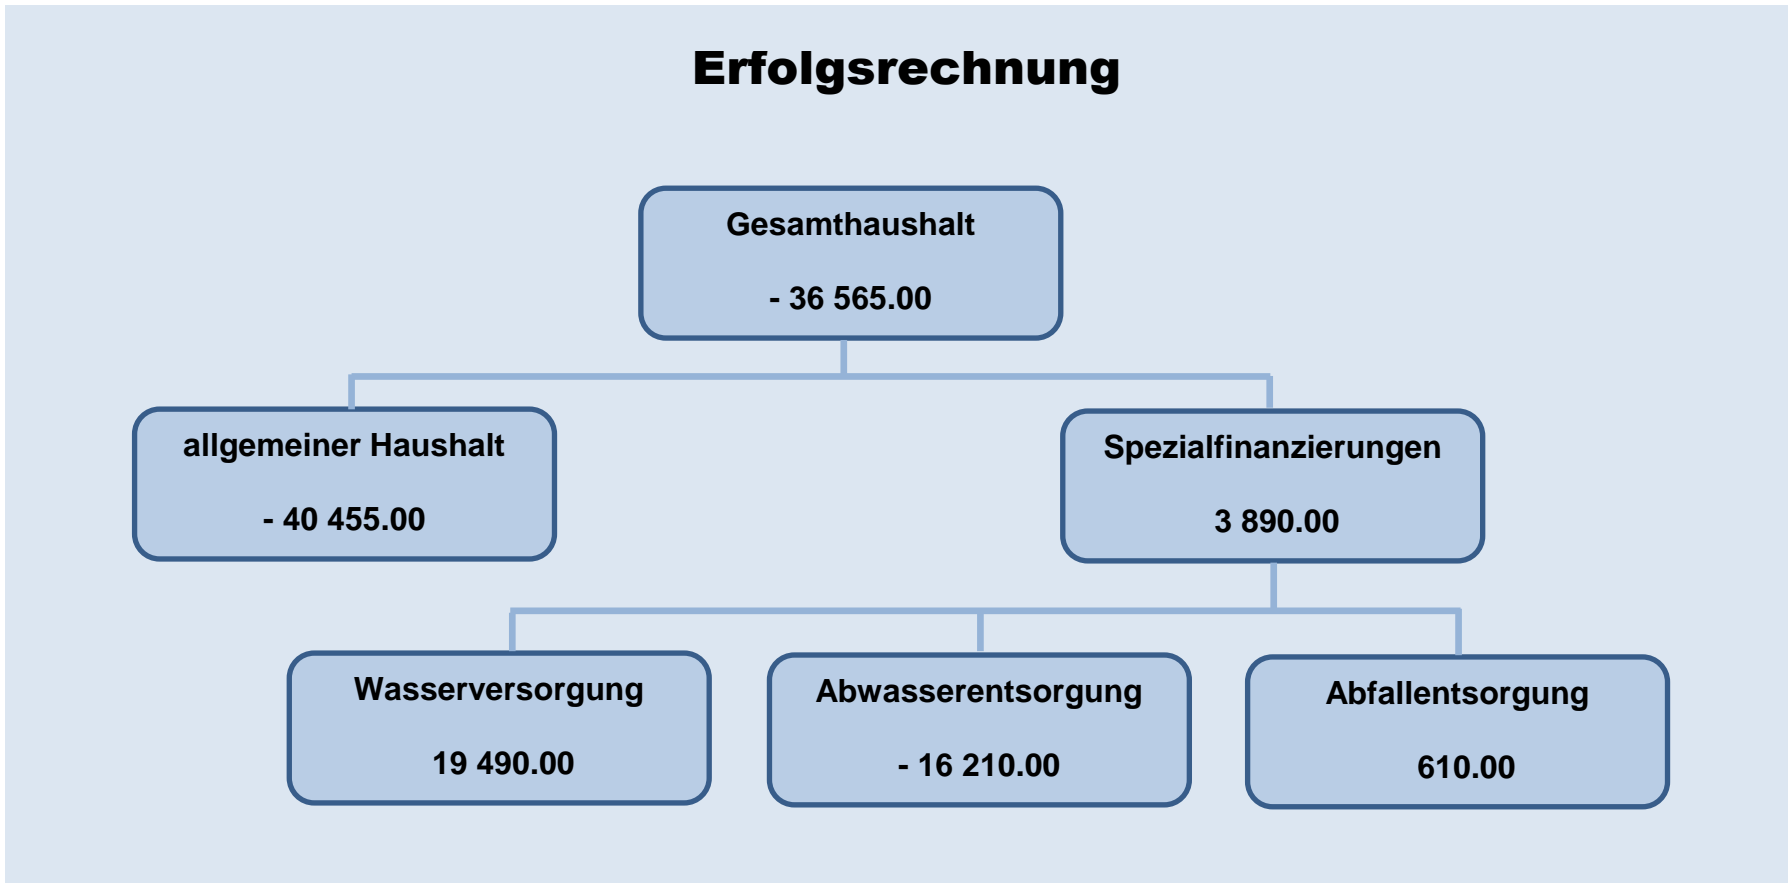 Erfolgsrechnung
Gesamthaushalt
- 36 565.00
allgemeiner Haushalt
- 40 455.00
Spezialfinanzierungen
3 890.00
Wasserversorgung
19 490.00
Abwasserentsorgung
- 16 210.00
Abfallentsorgung
610.00